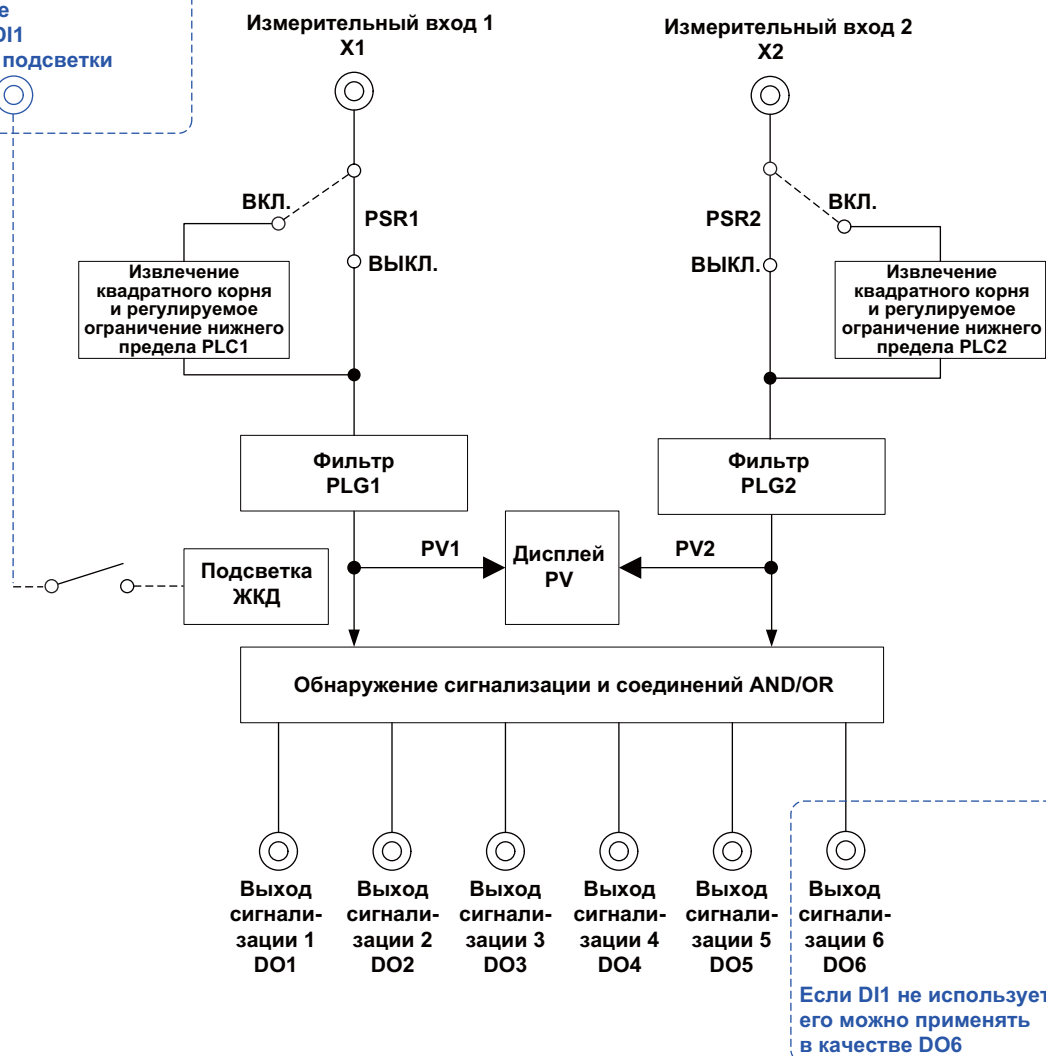 DI1
подсветки
Измерительный вход 1
X1
Измерительный вход 2
X2
ВКЛ.
PSR1
ВЫКЛ.
Извлечение
квадратного корня
и регулируемое
ограничение нижнего
предела PLC1
PSR2
ВКЛ.
ВЫКЛ.
Извлечение
квадратного корня
и регулируемое
ограничение нижнего
предела PLC2
Фильтр
PLG1
Фильтр
PLG2
PV1
Дисплей
PV
PV2
Подсветка
ЖКД
Обнаружение сигнализации и соединений AND/OR
Выход
сигнали-
зации 1
DO1
Выход
сигнали-
зации 2
DO2
Выход
сигнали-
зации 3
DO3
Выход
сигнали-
зации 4
DO4
Выход
сигнали-
зации 5
DO5
Выход
сигнали-
зации 6
DO6
Если DI1 не использует
его можно применять
в качестве DO6